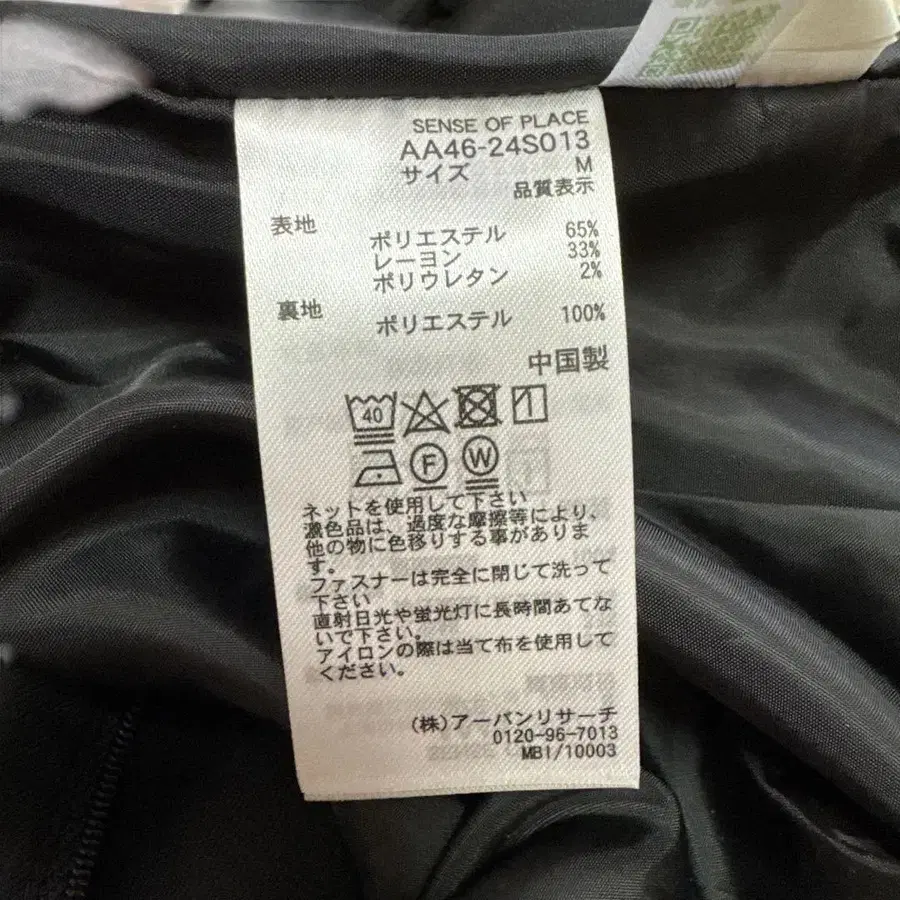 SENSE OF PLACE
AA46-24S013
サイズ M
品質表示
表地
ポリエステル 65%
レーヨン 33%
ポリウレタン 2%
裏地
ポリエステル 100%
中国製
40
F W
ネットを使用して下さい
濃色品は、過度な摩擦等により、
他の物に色移りする事がありま
す。
ファスナーは完全に閉じて洗って
下さい
直射日光や蛍光灯に長時間あてな
いで下さい。
アイロンの際は当て布を使用して
ください。
(株)アーバンリサーチ
0120-96-7013
MBI/10003